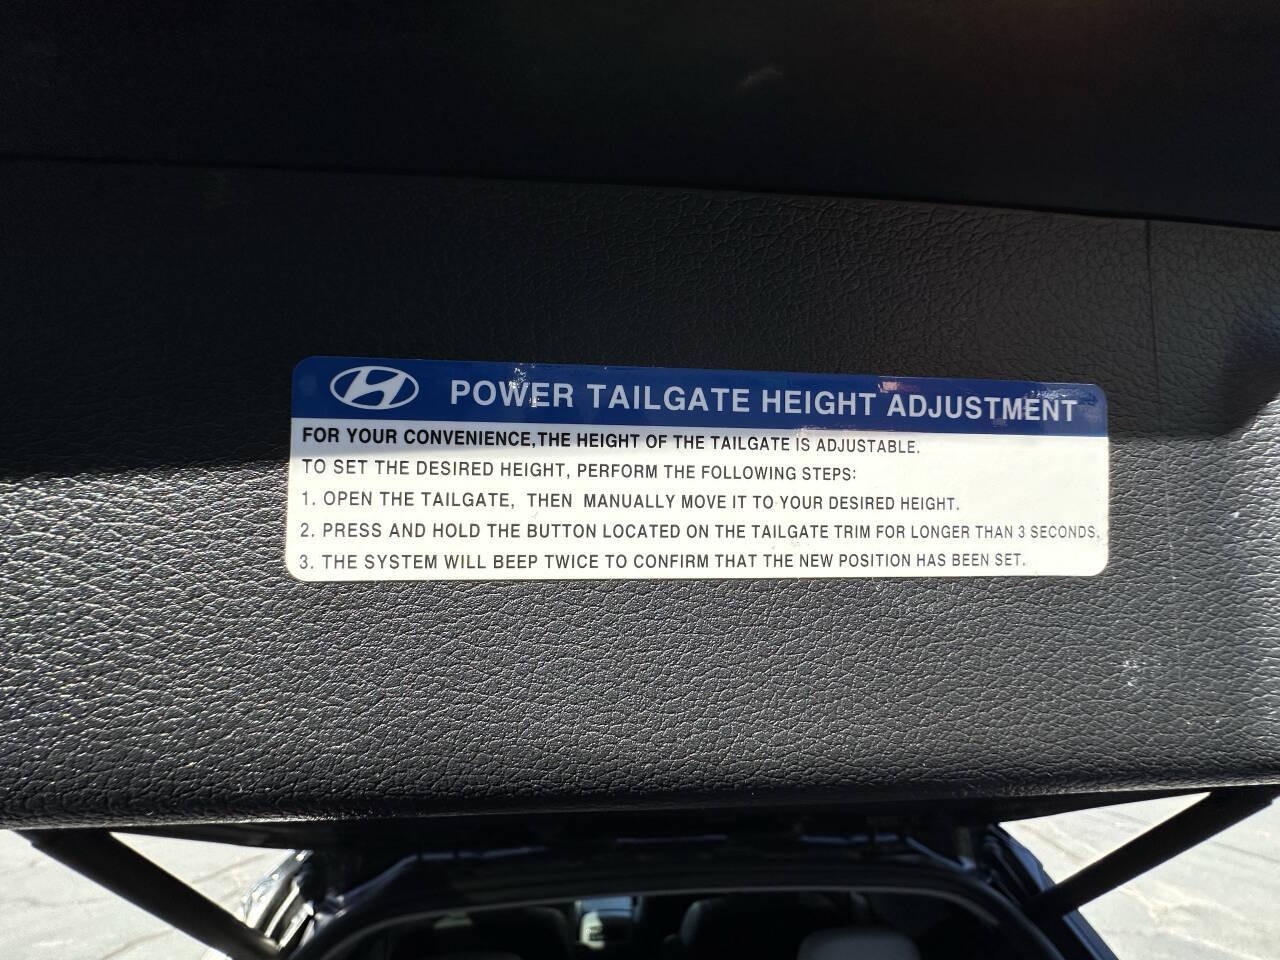 POWER TAILGATE HEIGHT ADJUSTMENT
FOR YOUR CONVENIENCE,THE HEIGHT OF THE TAILGATE IS ADJUSTABLE.
TO SET THE DESIRED HEIGHT, PERFORM THE FOLLOWING STEPS:
1. OPEN THE TAILGATE, THEN MANUALLY MOVE IT TO YOUR DESIRED HEIGHT.
2. PRESS AND HOLD THE BUTTON LOCATED ON THE TAILGATE TRIM FOR LONGER THAN 3 SECONDS.
3. THE SYSTEM WILL BEEP TWICE TO CONFIRM THAT THE NEW POSITION HAS BEEN SET.